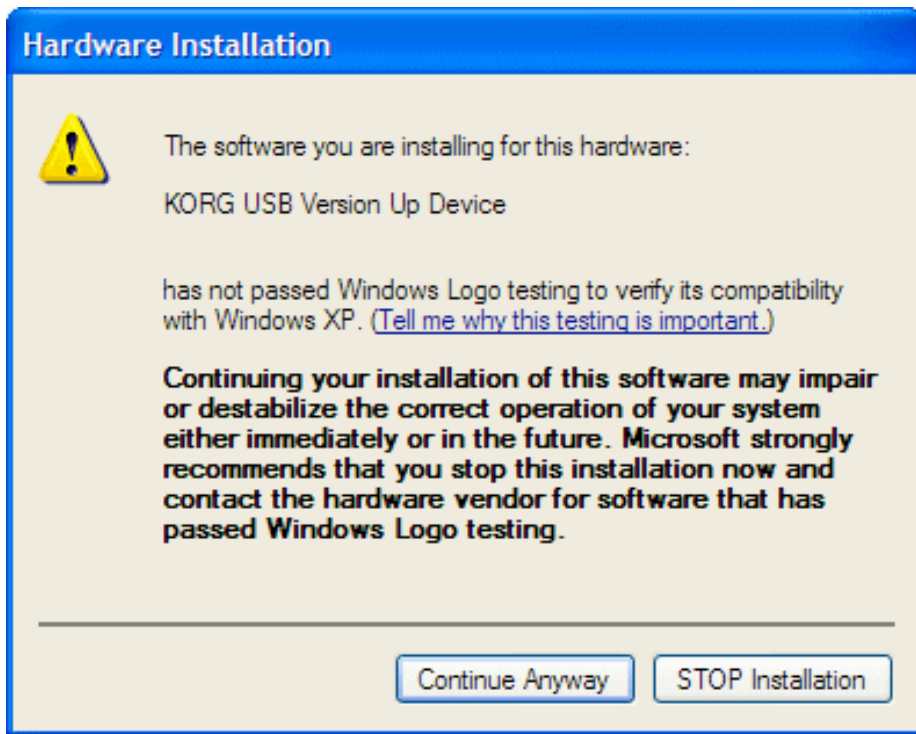 Hardware Installation
The software you are installing for this hardware:
KORG USB Version Up Device
has not passed Windows Logo testing to verify its compatibility
with Windows XP. (Tell me why this testing is important.)
Continuing your installation of this software may impair
or destabilize the correct operation of your system
either immediately or in the future. Microsoft strongly
recommends that you stop this installation now and
contact the hardware vendor for software that has
passed Windows Logo testing.
Continue Anyway
STOP Installation